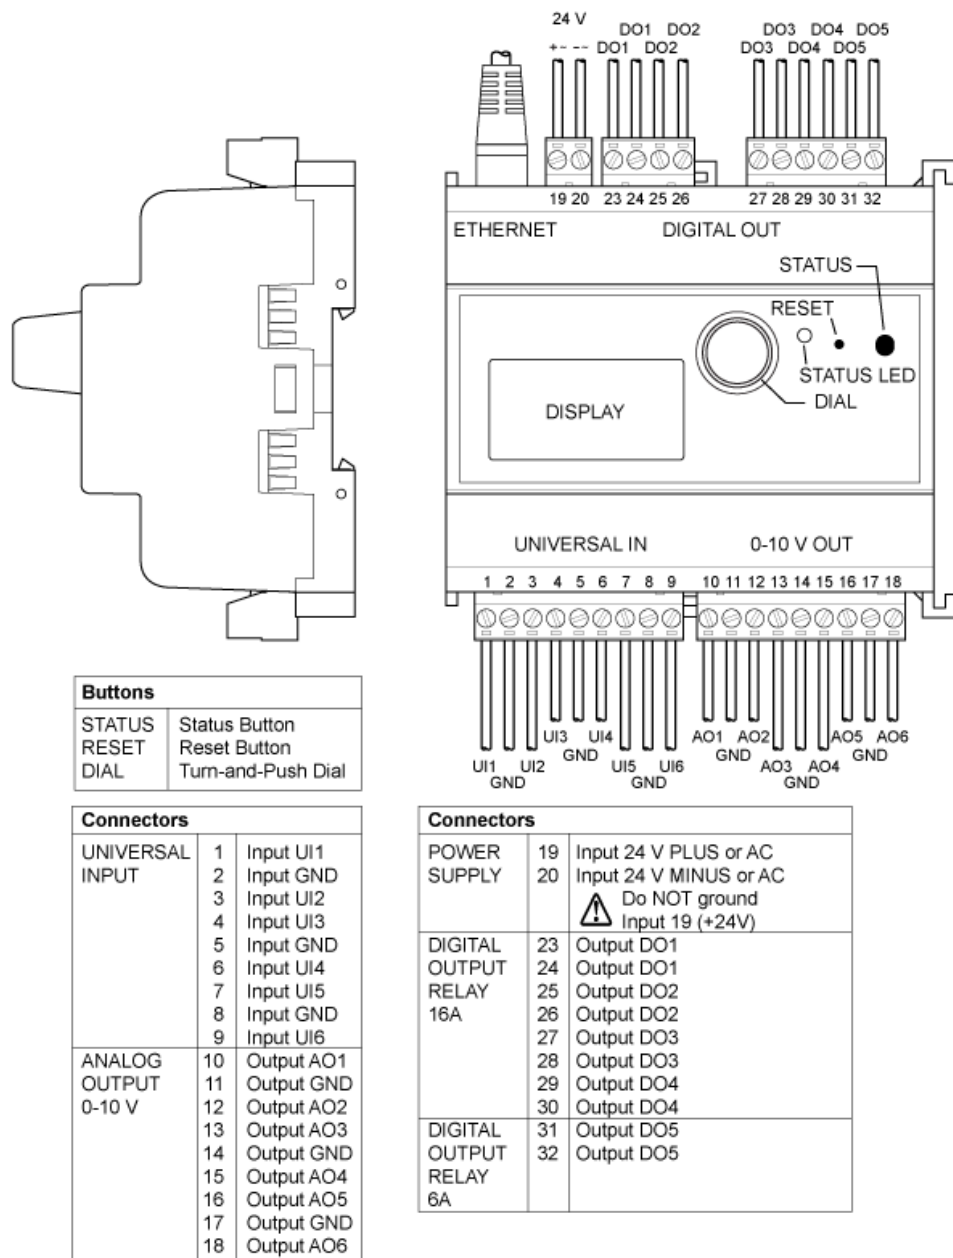 24 V
DO1 DO2
DO3 DO4 DO5
+~ -~ DO1 DO2
DO3 DO4 DO5
19 20 23 24 25 26 27 28 29 30 31 32
ETHERNET DIGITAL OUT
STATUS
RESET
STATUS LED
DIAL
DISPLAY
UNIVERSAL IN 0-10 V OUT
1 2 3 4 5 6 7 8 9 10 11 12 13 14 15 16 17 18
UI3 UI4 AO1 AO2 AO5 AO6
GND GND GND
UI1 UI2 UI5 UI6 AO3 AO4
GND GND GND
Buttons
STATUS Status Button
RESET Reset Button
DIAL Turn-and-Push Dial
Connectors
UNIVERSAL 1 Input UI1
INPUT 2 Input GND
3 Input UI2
4 Input UI3
5 Input GND
6 Input UI4
7 Input UI5
8 Input GND
9 Input UI6
ANALOG 10 Output AO1
OUTPUT 11 Output GND
0-10 V 12 Output AO2
13 Output AO3
14 Output GND
15 Output AO4
16 Output AO5
17 Output GND
18 Output AO6
Connectors
POWER 19 Input 24 V PLUS or AC
SUPPLY 20 Input 24 V MINUS or AC
Do NOT ground
Input 19 (+24V)
DIGITAL 23 Output DO1
OUTPUT 24 Output DO1
RELAY 25 Output DO2
16A 26 Output DO2
27 Output DO3
28 Output DO3
29 Output DO4
30 Output DO4
DIGITAL 31 Output DO5
OUTPUT 32 Output DO5
RELAY
6A